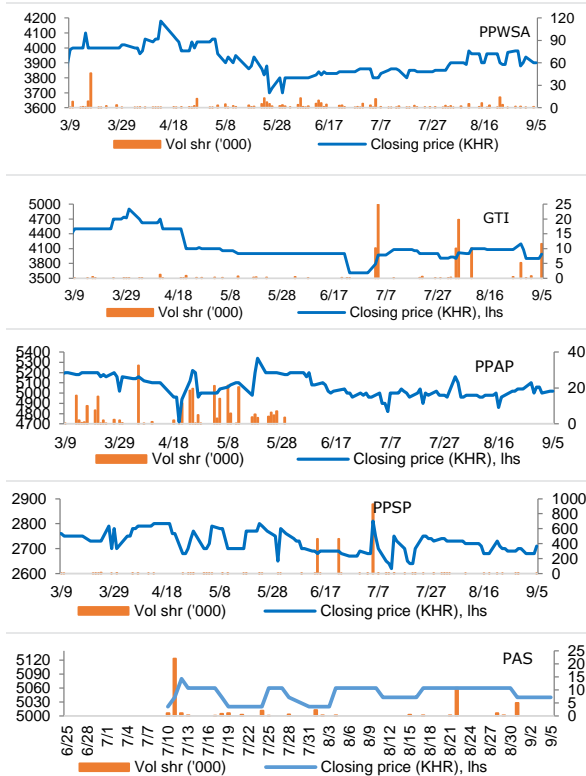 PPWSA
4200 120
4100 90
4000
3900 60
3800
3700 30
3600 0
3/9 3/29 4/18 5/8 5/28 6/17 7/7 7/27 8/16 9/5
Vol shr ('000) Closing price (KHR)
GTI
5000 25
4700 20
4400 15
4100 10
3800 5
3500 0
3/9 3/29 4/18 5/8 5/28 6/17 7/7 7/27 8/16 9/5
Vol shr ('000) Closing price (KHR), lhs
PPAP
5400 40
5300
5200
5100 20
5000
4900
4800
4700 0
3/9 3/29 4/18 5/8 5/28 6/17 7/7 7/27 8/16 9/5
Vol shr ('000) Closing price (KHR), lhs
PPSP
2900 1000
2800 800
600
2700 400
200
2600 0
3/9 3/29 4/18 5/8 5/28 6/17 7/7 7/27 8/16 9/5
Vol shr ('000) Closing price (KHR), lhs
PAS
5120 25
5090 20
5060 15
10
5030 5
5000 0
6/25 6/28 7/1 7/4 7/7 7/10 7/13 7/16 7/19 7/22 7/25 7/28 7/31 8/3 8/6 8/9 8/12 8/15 8/18 8/21 8/24 8/27 8/30 9/2 9/5
Vol shr ('000) Closing price (KHR), lhs